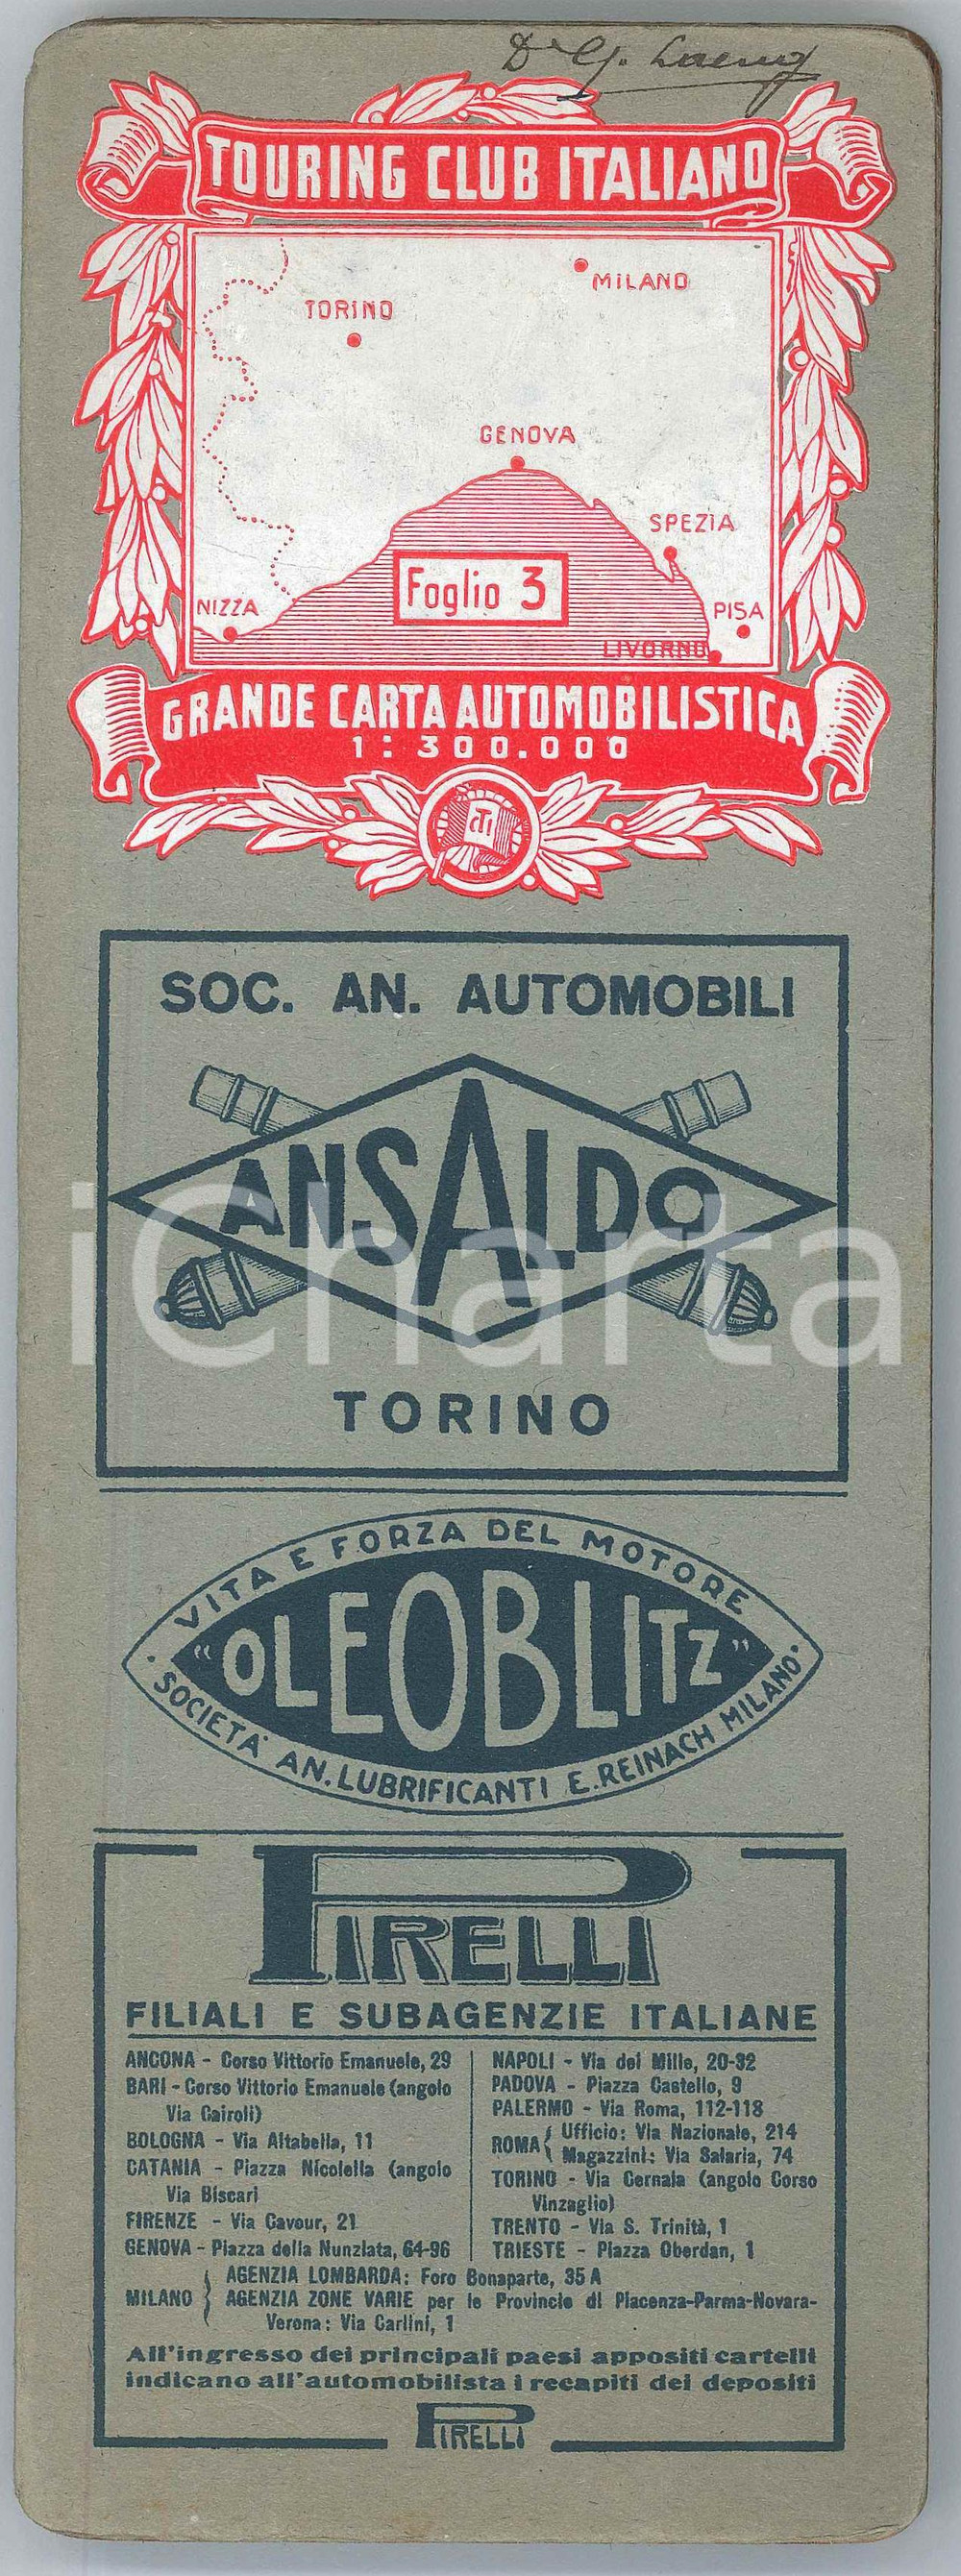 TOURING CLUB ITALIANO
MILANO
TORINO
GENOVA
SPEZIA
Foglio 3
NIZZA
PISA
LIVORNO
GRANDE CARTA AUTOMOBILISTICA
1:300.000
SOC. AN. AUTOMOBILI
ANSALDO
iCharta
TORINO
VITA E FORZA DEL MOTORE
"OLEOBLITZ"
SOCIETA' AN. LUBRIFICANTI E. REINACH MILANO
PIRELLI
FILIALI E SUBAGENZIE ITALIANE
ANCONA - Corso Vittorio Emanuele, 29
BARI - Corso Vittorio Emanuele (angolo
Via Cairoli)
BOLOGNA - Via Altabella, 11
CATANIA - Piazza Nicolella (angolo
Via Biscari
FIRENZE - Via Cavour, 21
GENOVA - Piazza della Nunziata, 64-96
NAPOLI - Via dei Mille, 20-32
PADOVA - Piazza Castello, 9
PALERMO - Via Roma, 112-118
ROMA { Ufficio: Via Nazionale, 214
Magazzini: Via Salaria, 74
TORINO - Via Cernaia (angolo Corso
Vinzaglio)
TRENTO - Via S. Trinità, 1
TRIESTE - Piazza Oberdan, 1
MILANO { AGENZIA LOMBARDA: Foro Bonaparte, 35 A
AGENZIA ZONE VARIE per le Provincie di Piacenza-Parma-Novara-
Verona: Via Carlini, 1
All'ingresso dei principali paesi appositi cartelli
indicano all'automobilista i recapiti dei depositi
PIRELLI